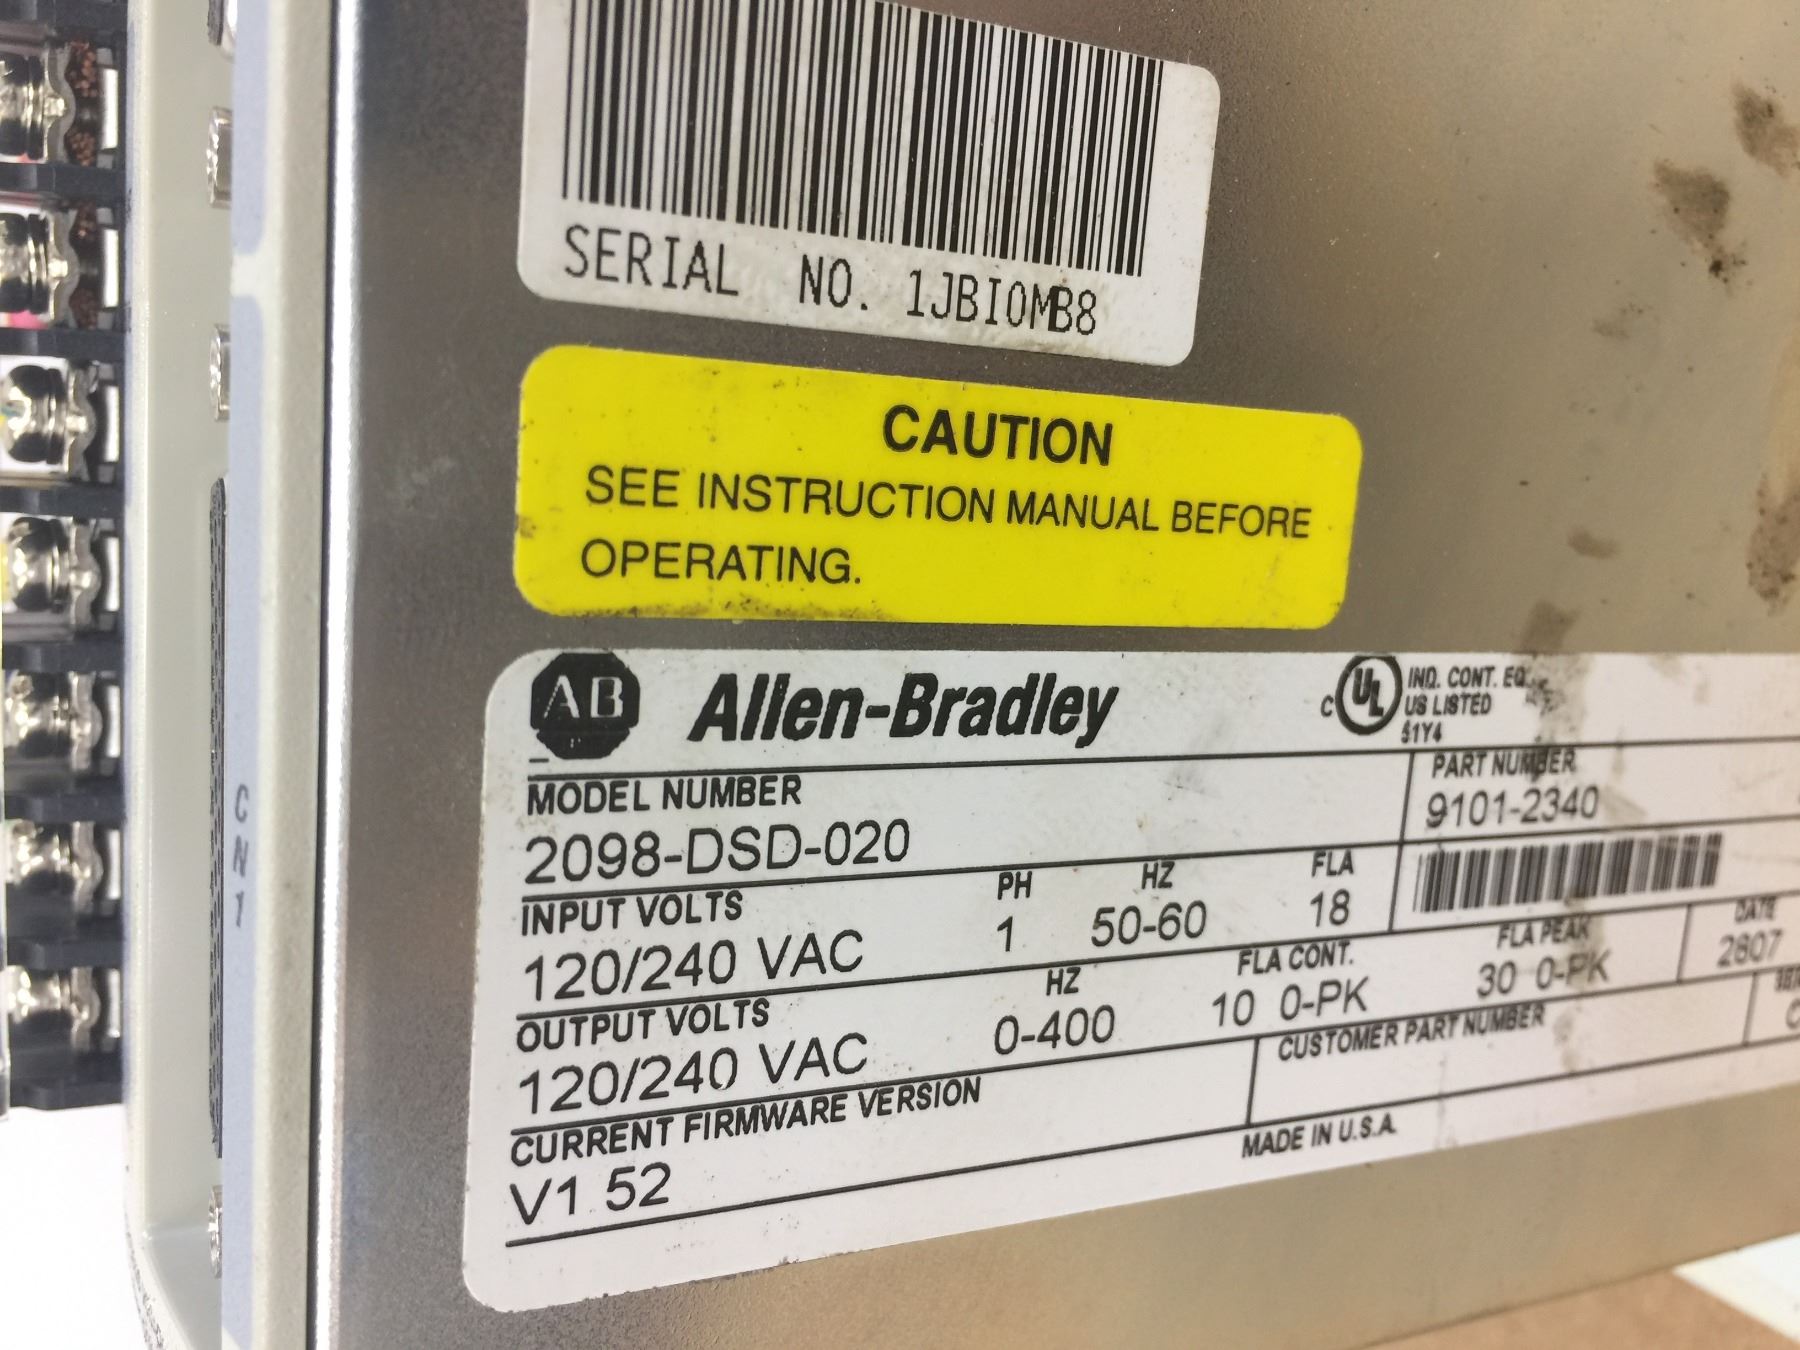 SERIAL NO. 1JBI0MB8
CAUTION
SEE INSTRUCTION MANUAL BEFORE
OPERATING.
AB Allen-Bradley
C UL IND. CONT. EQ.
US LISTED
51Y4
MODEL NUMBER
2098-DSD-020
PART NUMBER
9101-2340
INPUT VOLTS PH HZ FLA
120/240 VAC 1 50-60 18
OUTPUT VOLTS HZ FLA CONT. FLA PEAK DATE
120/240 VAC 0-400 10 0-PK 30 0-PK 2807
CURRENT FIRMWARE VERSION CUSTOMER PART NUMBER
V1 52
MADE IN U.S.A.
CN1